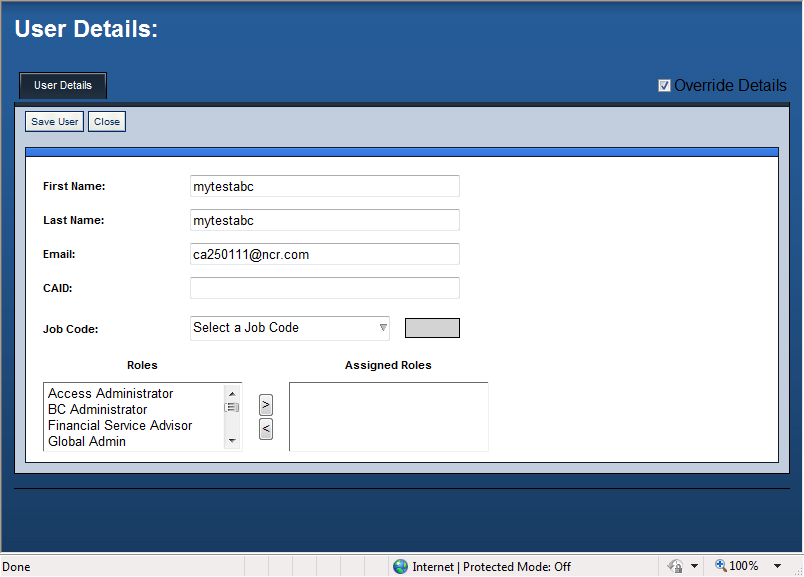 User Details:
User Details
Override Details
Save User
Close
First Name:
mytestabc
Last Name:
mytestabc
Email:
ca250111@ncr.com
CAID:
Job Code:
Select a Job Code
Roles
Assigned Roles
Access Administrator
BC Administrator
Financial Service Advisor
Global Admin
>
<
Done
Internet | Protected Mode: Off
100%